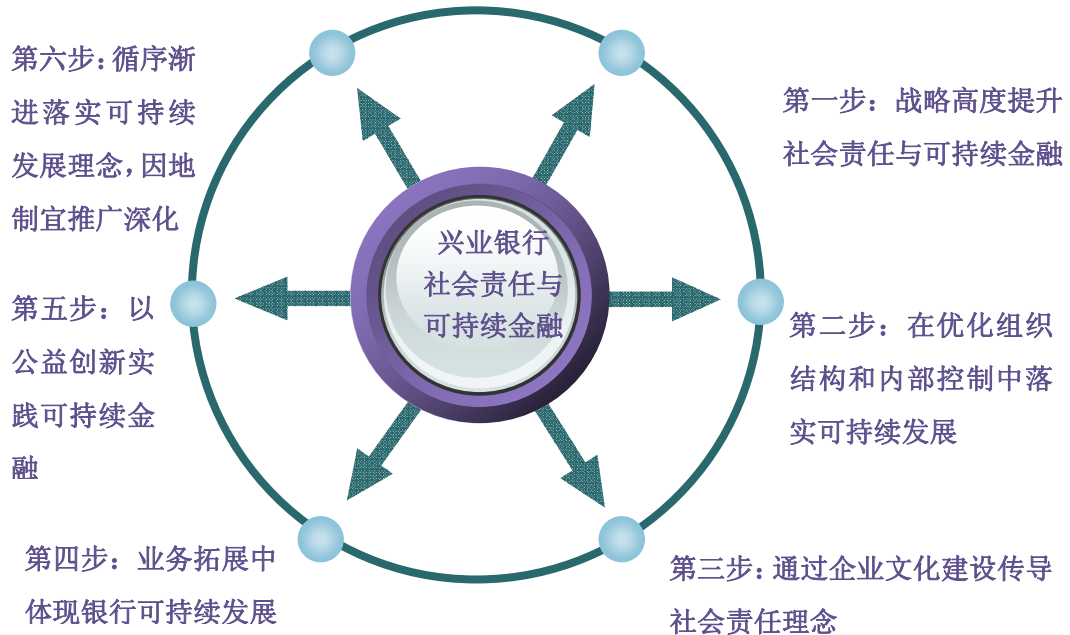 兴业银行
社会责任与
可持续金融
第一步：战略高度提升
社会责任与可持续金融
第二步：在优化组织
结构和内部控制中落
实可持续发展
第三步：通过企业文化建设传导
社会责任理念
第四步：业务拓展中
体现银行可持续发展
第五步：以
公益创新实
践可持续金
融
第六步：循序渐
进落实可持续
发展理念，因地
制宜推广深化